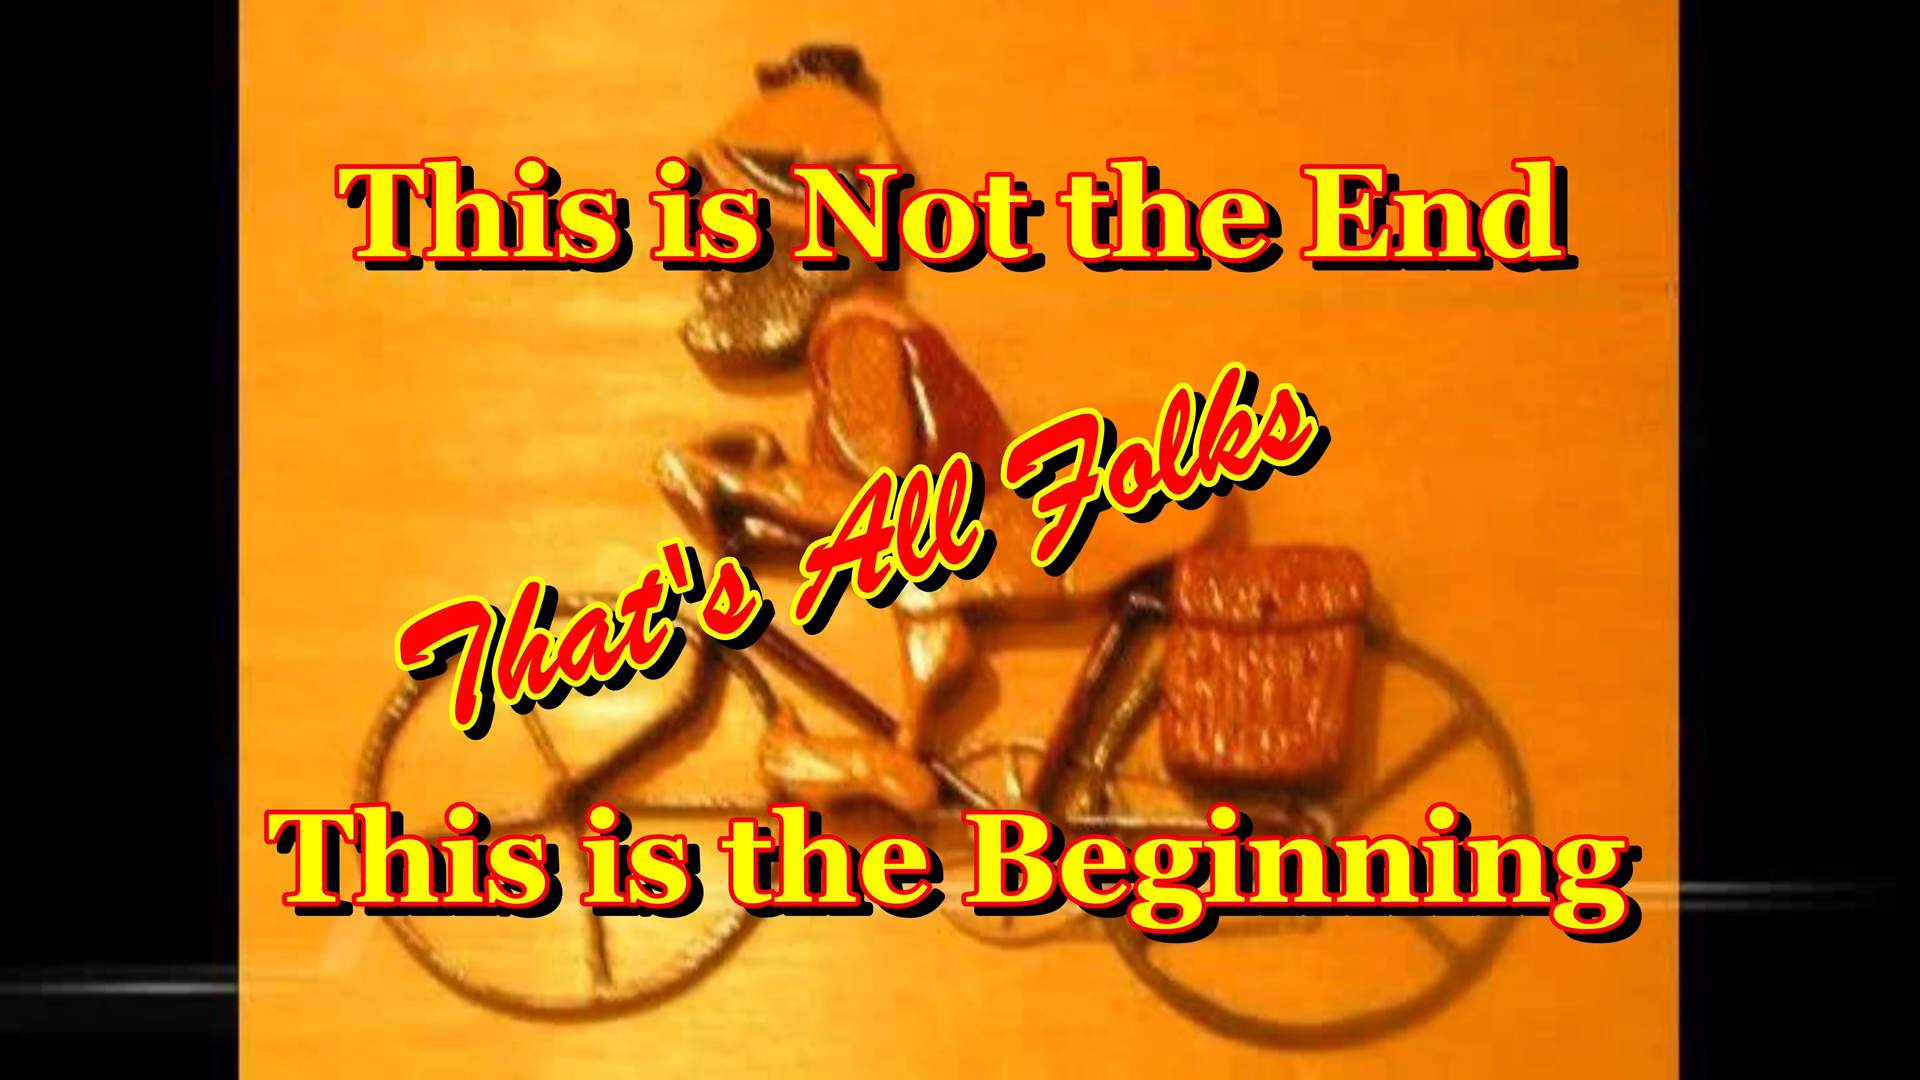 This is Not the End
That's All Folks
This is the Beginning